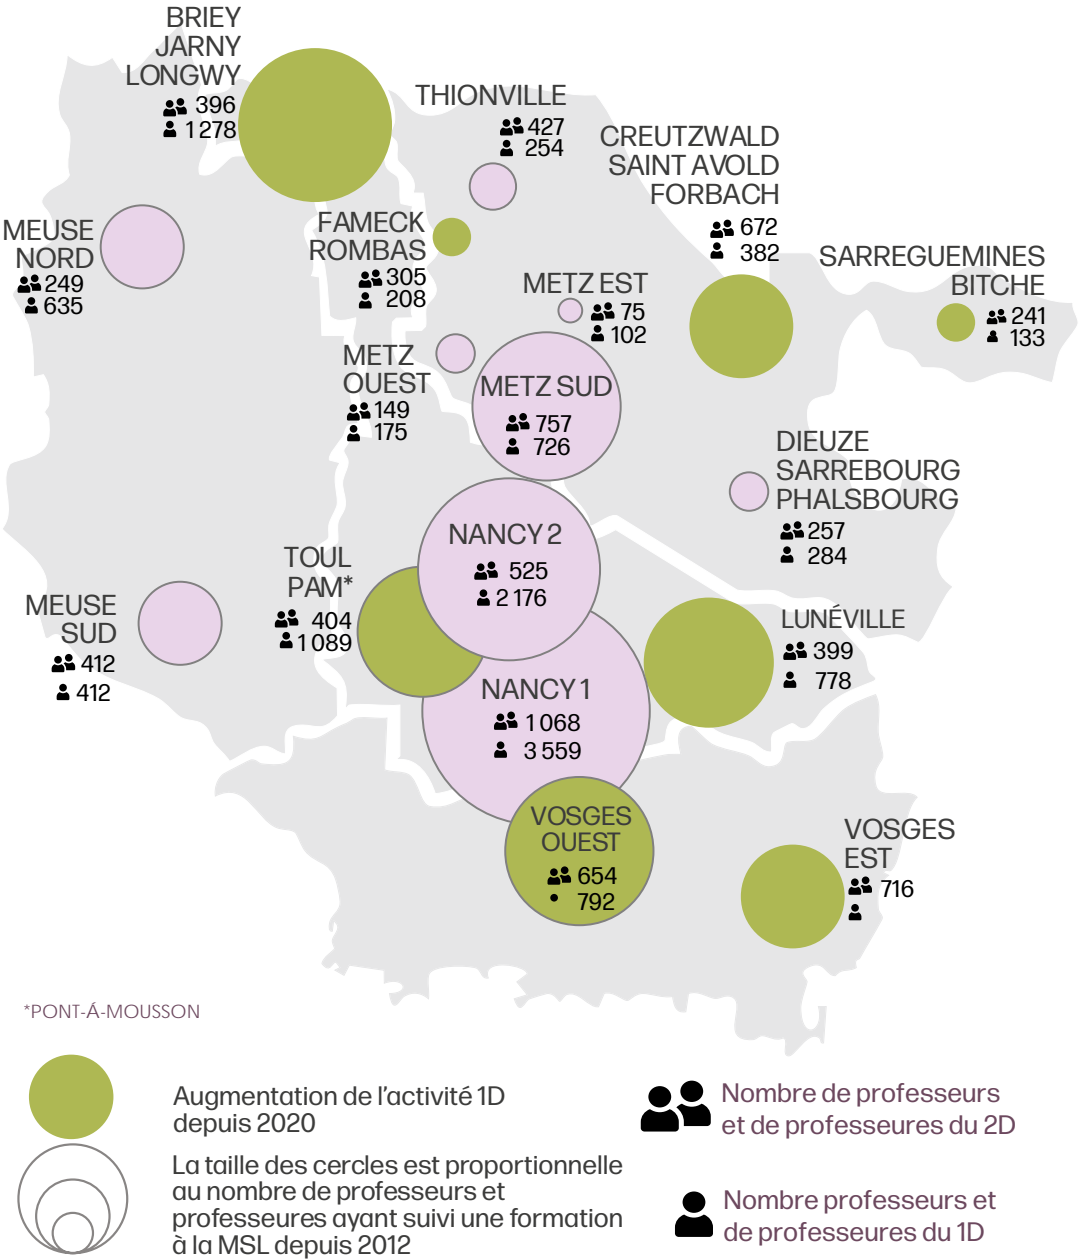 BRIEY
JARNY
LONGWY
396
1 278
THIONVILLE
427
254
CREUTZWALD
SAINT AVOLD
FORBACH
672
382
MEUSE
NORD
249
635
FAMECK
ROMBAS
305
208
SARREGUEMINES
BITCHE
241
133
METZ EST
75
102
METZ
OUEST
149
175
METZ SUD
757
726
DIEUZE
SARREBOURG
PHALSBOURG
257
284
NANCY 2
525
2 176
TOUL
PAM*
404
1 089
MEUSE
SUD
412
412
LUNÉVILLE
399
778
NANCY 1
1 068
3 559
VOSGES
OUEST
654
792
VOSGES
EST
716
*PONT-Á-MOUSSON
Augmentation de l'activité 1D
depuis 2020
La taille des cercles est proportionnelle
au nombre de professeurs et
professeures ayant suivi une formation
à la MSL depuis 2012
Nombre de professeurs
et de professeures du 2D
Nombre professeurs et
de professeures du 1D